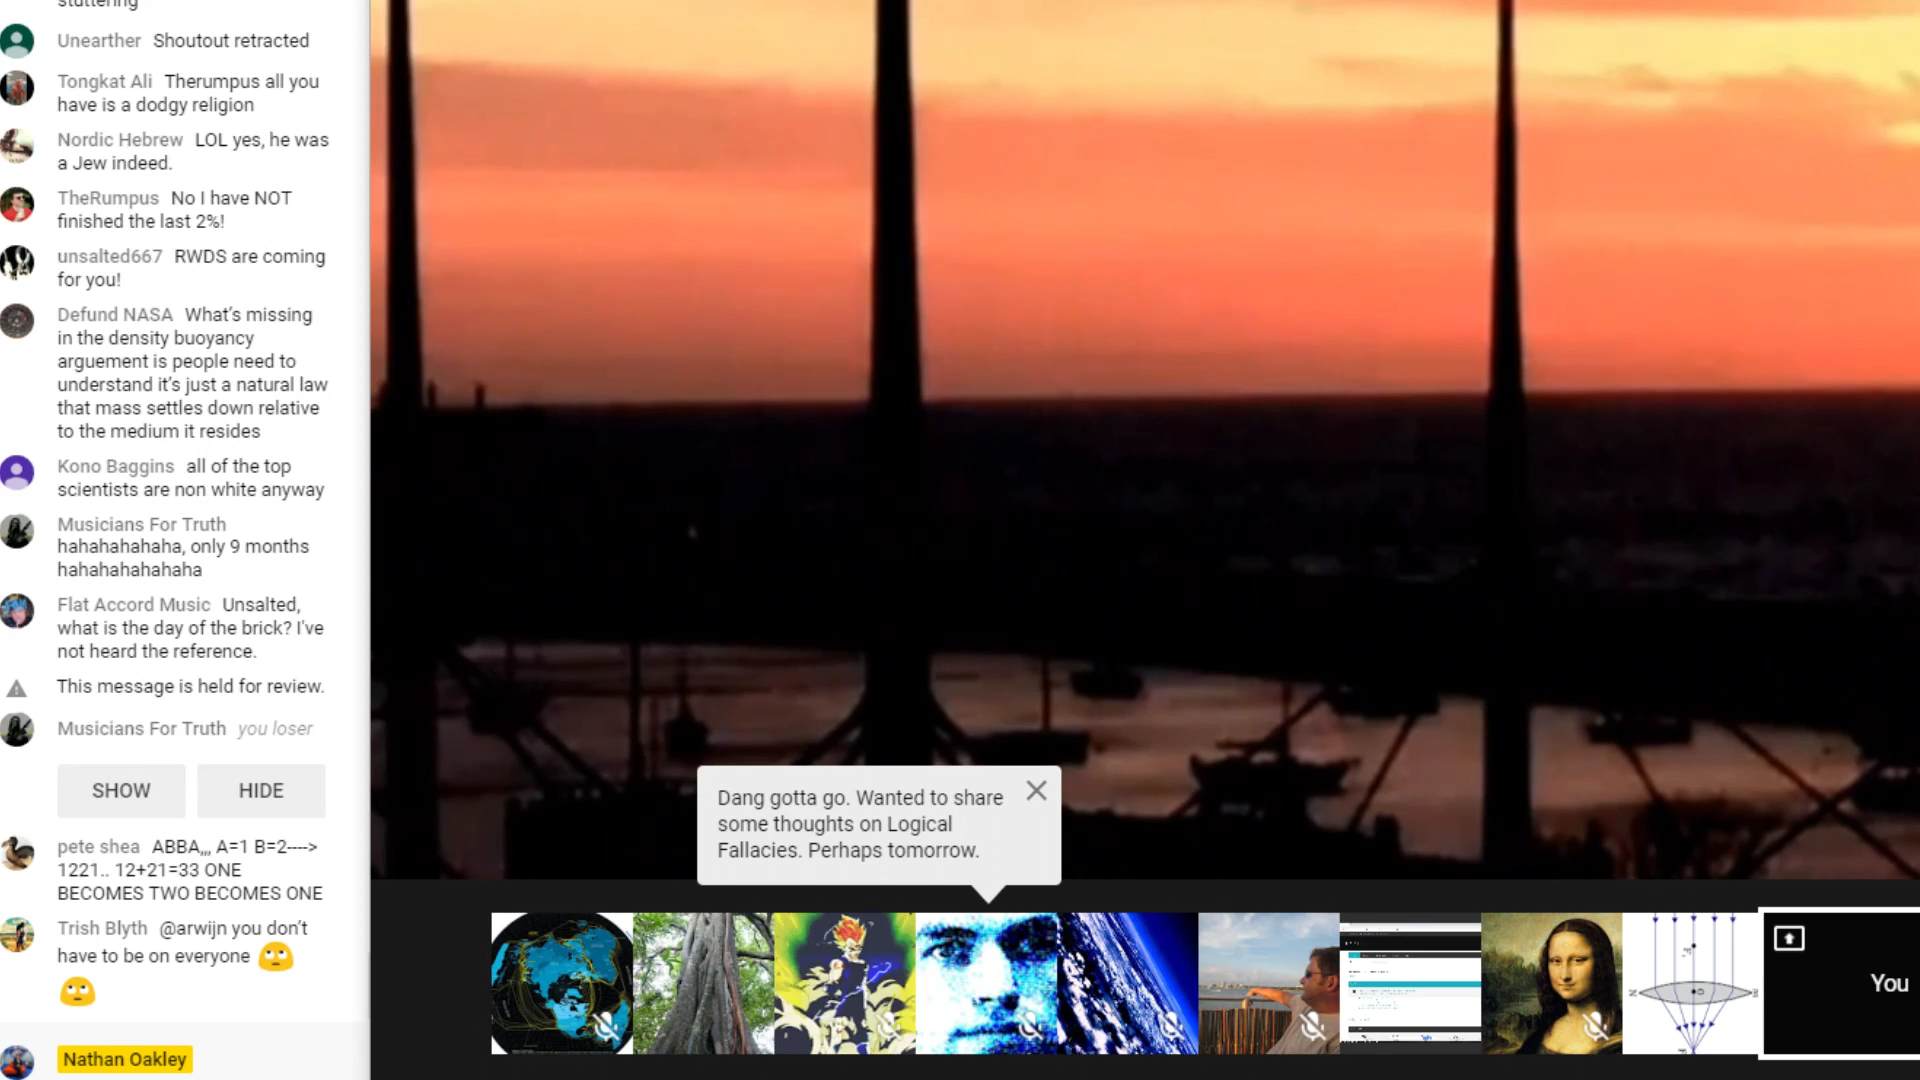 stuttering
Unearther Shoutout retracted
Tongkat Ali Therumpus all you
have is a dodgy religion
Nordic Hebrew LOL yes, he was
a Jew indeed.
TheRumpus No I have NOT
finished the last 2%!
unsalted667 RWDS are coming
for you!
Defund NASA What's missing
in the density buoyancy
arguement is people need to
understand it's just a natural law
that mass settles down relative
to the medium it resides
Kono Baggins all of the top
scientists are non white anyway
Musicians For Truth
hahahahahaha, only 9 months
hahahahahahaha
Flat Accord Music Unsalted,
what is the day of the brick? I've
not heard the reference.
This message is held for review.
Musicians For Truth you loser
SHOW HIDE
pete shea ABBA,,, A=1 B=2---->
1221.. 12+21=33 ONE
BECOMES TWO BECOMES ONE
Trish Blyth @arwijn you don't
have to be on everyone 🙄
🙄
Nathan Oakley
Dang gotta go. Wanted to share
some thoughts on Logical
Fallacies. Perhaps tomorrow.
You